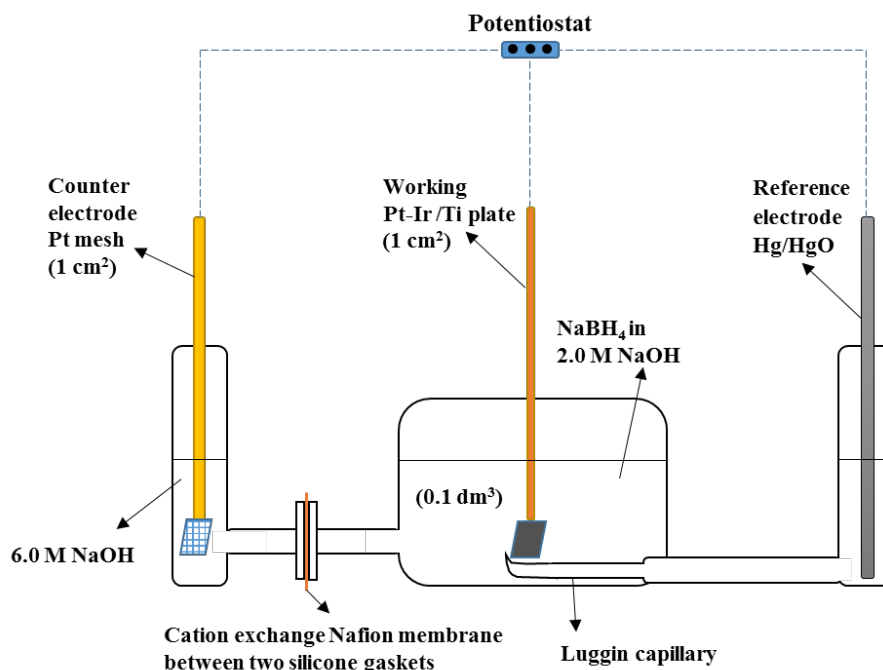 Potentiostat
Counter
electrode
Pt mesh
(1 cm²)
Working
Pt-Ir /Ti plate
(1 cm²)
Reference
electrode
Hg/HgO
NaBH₄ in
2.0 M NaOH
(0.1 dm³)
6.0 M NaOH
Cation exchange Nafion membrane
between two silicone gaskets
Luggin capillary